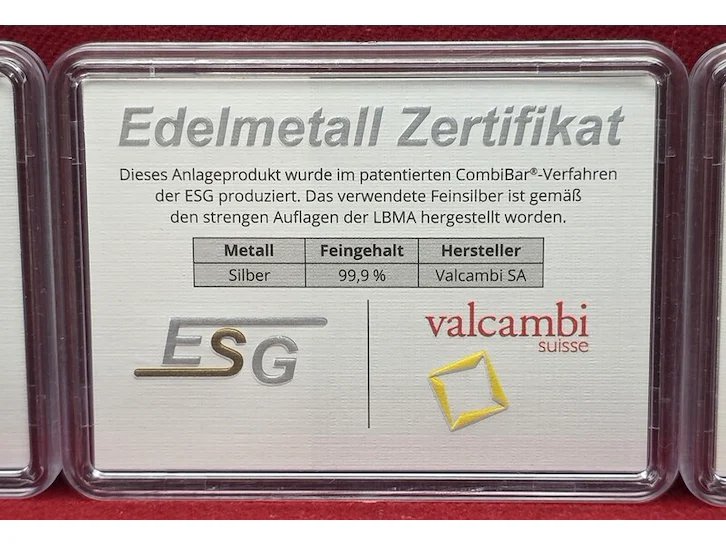 Edelmetall Zertifikat
Dieses Anlageprodukt wurde im patentierten CombiBar®-Verfahren
der ESG produziert. Das verwendete Feinsilber ist gemäß
den strengen Auflagen der LBMA hergestellt worden.
Metall Feingehalt Hersteller
Silber 99,9 % Valcambi SA
ESG
valcambi
suisse